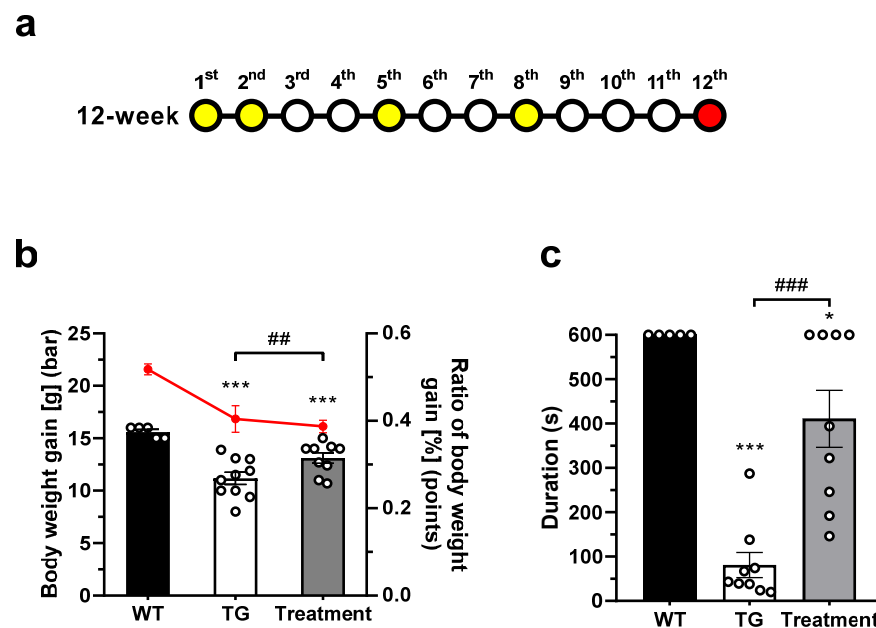 a
1st 2nd 3rd 4th 5th 6th 7th 8th 9th 10th 11th 12th
12-week
b
Body weight gain [g] (bar)
25
20
15
10
5
0
***
##
***
0.6
0.4
0.2
0.0
Ratio of body weight
gain [%] (points)
WT TG Treatment
c
Duration (s)
600
500
400
300
200
100
0
###
*
***
WT TG Treatment